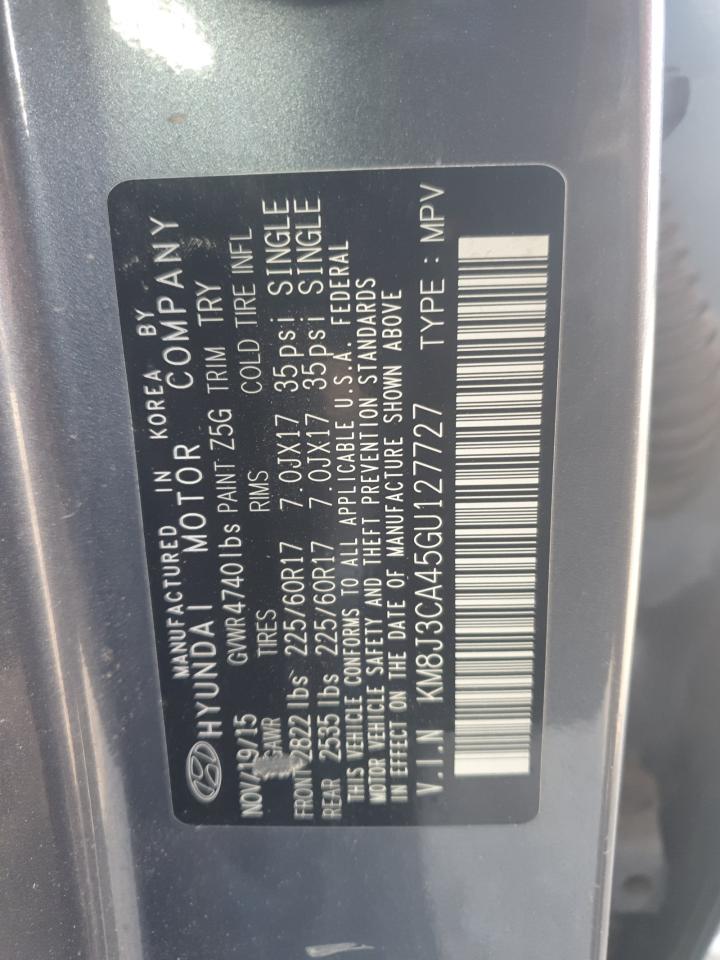 MANUFACTURED IN KOREA BY
HYUNDAI MOTOR COMPANY
NOV/19/15 GVWR4740lbs PAINT Z5G TRIM TRY
GAWR TIRES RIMS COLD TIRE INFL
FRONT 2822 lbs 225/60R17 7.0JX17 35psi SINGLE
REAR 2535 lbs 225/60R17 7.0JX17 35psi SINGLE
THIS VEHICLE CONFORMS TO ALL APPLICABLE U.S.A. FEDERAL
MOTOR VEHICLE SAFETY AND THEFT PREVENTION STANDARDS
IN EFFECT ON THE DATE OF MANUFACTURE SHOWN ABOVE
V.I.N KM8J3CA45GU127727 TYPE : MPV